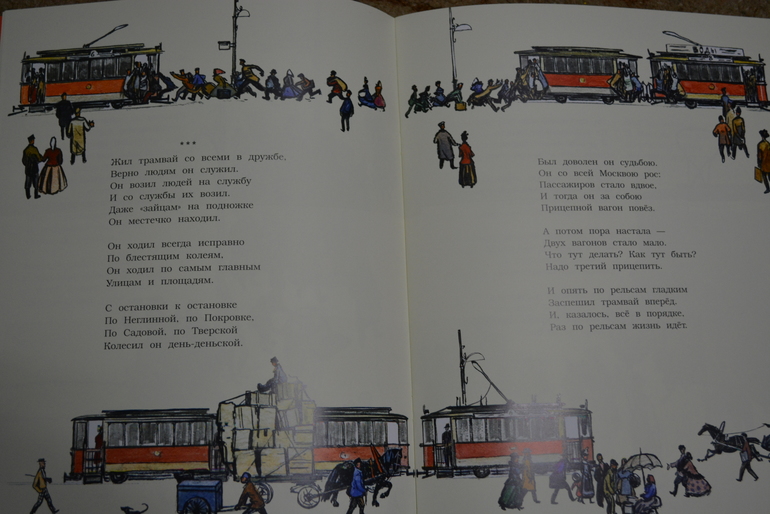 ***
Жил трамвай со всеми в дружбе,
Верно людям он служил.
Он возил людей на службу
И со службы их возил.
Даже «зайцам» на подножке
Он местечко находил.
Он ходил всегда исправно
По блестящим колеям.
Он ходил по самым главным
Улицам и площадям.
С остановки к остановке
По Неглинной, по Покровке,
По Садовой, по Тверской
Колесил он день-деньской.
Был доволен он судьбою,
Он со всей Москвою рос:
Пассажиров стало вдвое,
И тогда он за собою
Прицепной вагон повёз.
А потом пора настала —
Двух вагонов стало мало.
Что тут делать? Как тут быть?
Надо третий прицепить.
И опять по рельсам гладким
Заспешил трамвай вперёд.
И, казалось, всё в порядке,
Раз по рельсам жизнь идёт.